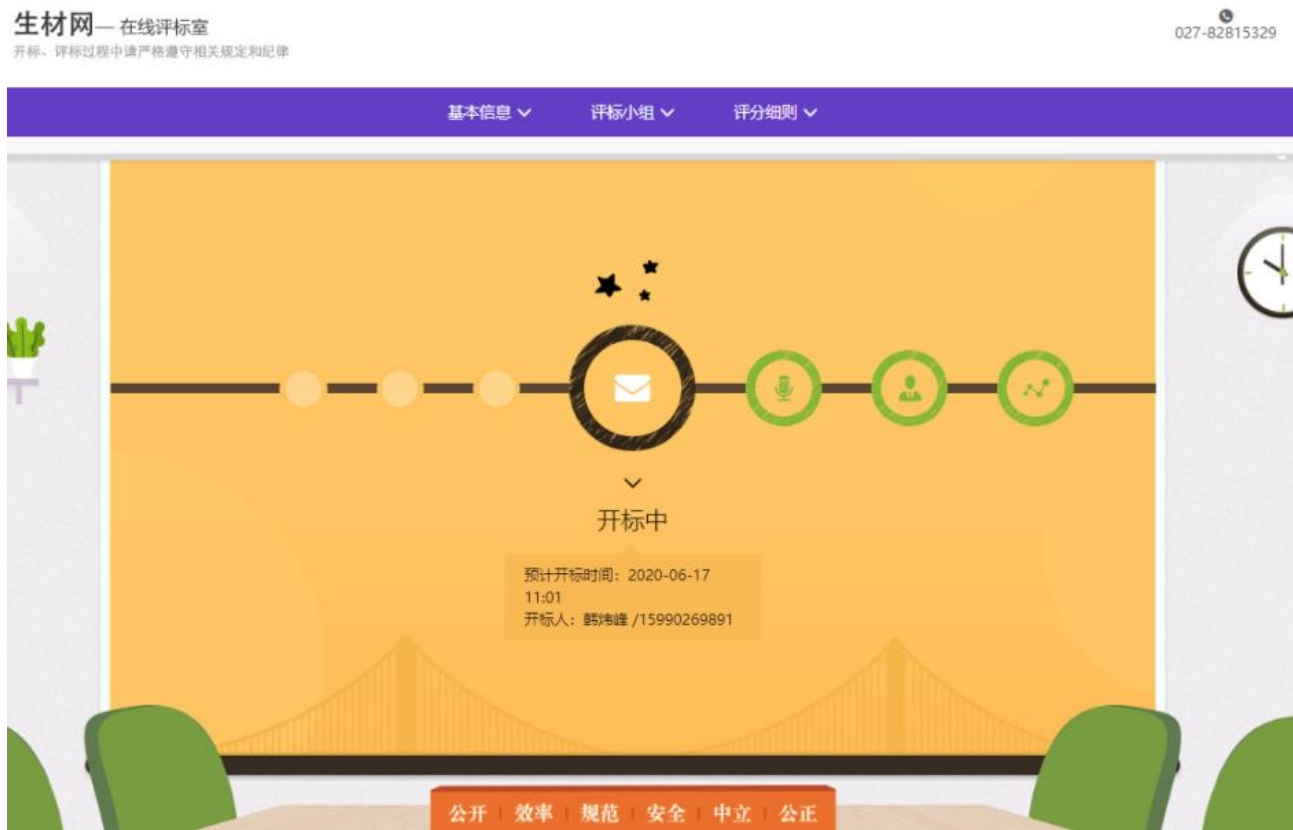 生材网— 在线评标室
开标、评标过程中请严格遵守相关规定和纪律
027-82815329
基本信息 评标小组 评分细则
开标中
预计开标时间：2020-06-17
11:01
开标人：韩炜峰 /15990269891
公开 效率 规范 安全 中立 公正